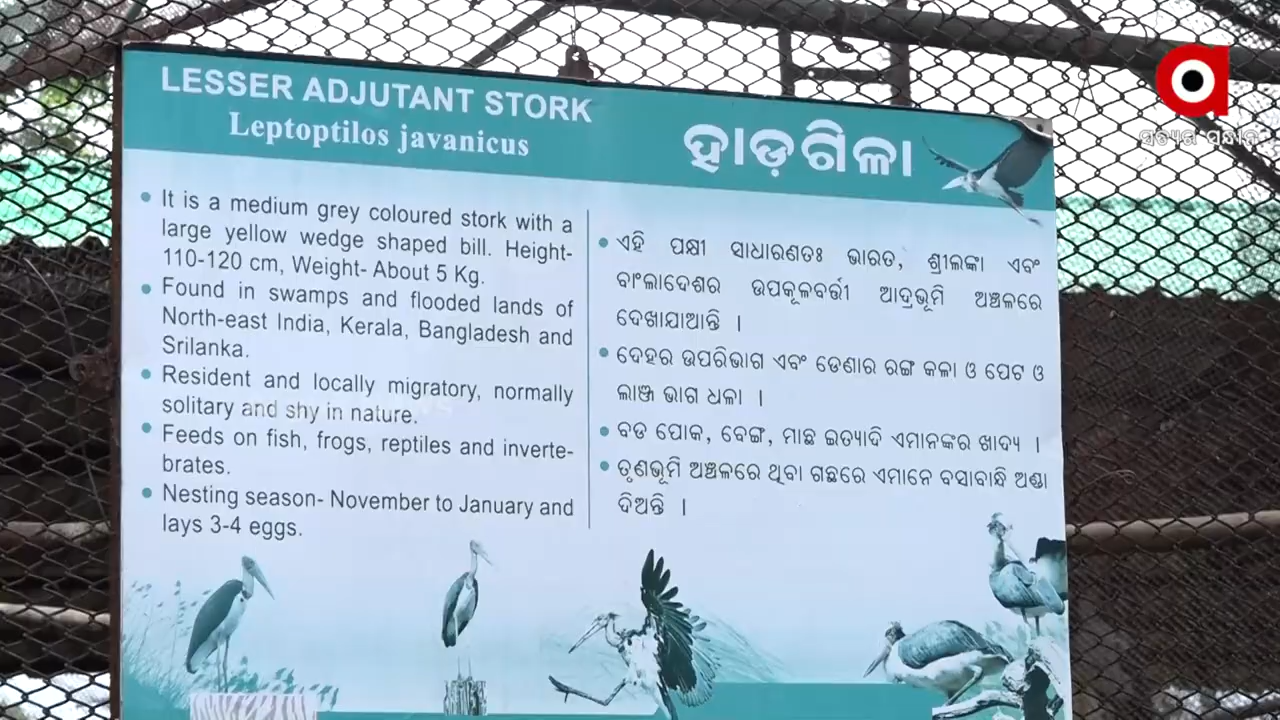 LESSER ADJUTANT STORK
Leptoptilos javanicus
ହାଡ଼ଗିଳା
It is a medium grey coloured stork with a
large yellow wedge shaped bill. Height-
110-120 cm, Weight- About 5 Kg.
Found in swamps and flooded lands of
North-east India, Kerala, Bangladesh and
Srilanka.
Resident and locally migratory, normally
solitary and shy in nature.
Feeds on fish, frogs, reptiles and inverte-
brates.
Nesting season- November to January and
lays 3-4 eggs.
ଏହି ପକ୍ଷୀ ସାଧାରଣତଃ ଭାରତ, ଶ୍ରୀଲଙ୍କା ଏବଂ
ବାଂଲାଦେଶର ଉପକୂଳବର୍ତ୍ତୀ ଆଦ୍ରଭୂମି ଅଞ୍ଚଳରେ
ଦେଖାଯାଆନ୍ତି ।
ଦେହର ଉପରିଭାଗ ଏବଂ ଡେଣାର ରଙ୍ଗ କଳା ଓ ପେଟ ଓ
ଲାଞ୍ଜ ଭାଗ ଧଳା ।
ବଡ ପୋକ, ବେଙ୍ଗ, ମାଛ ଇତ୍ୟାଦି ଏମାନଙ୍କର ଖାଦ୍ୟ ।
ତୃଣଭୂମି ଅଞ୍ଚଳରେ ଥିବା ଗଛରେ ଏମାନେ ବସାବାନ୍ଧି ଅଣ୍ଡା
ଦିଅନ୍ତି ।